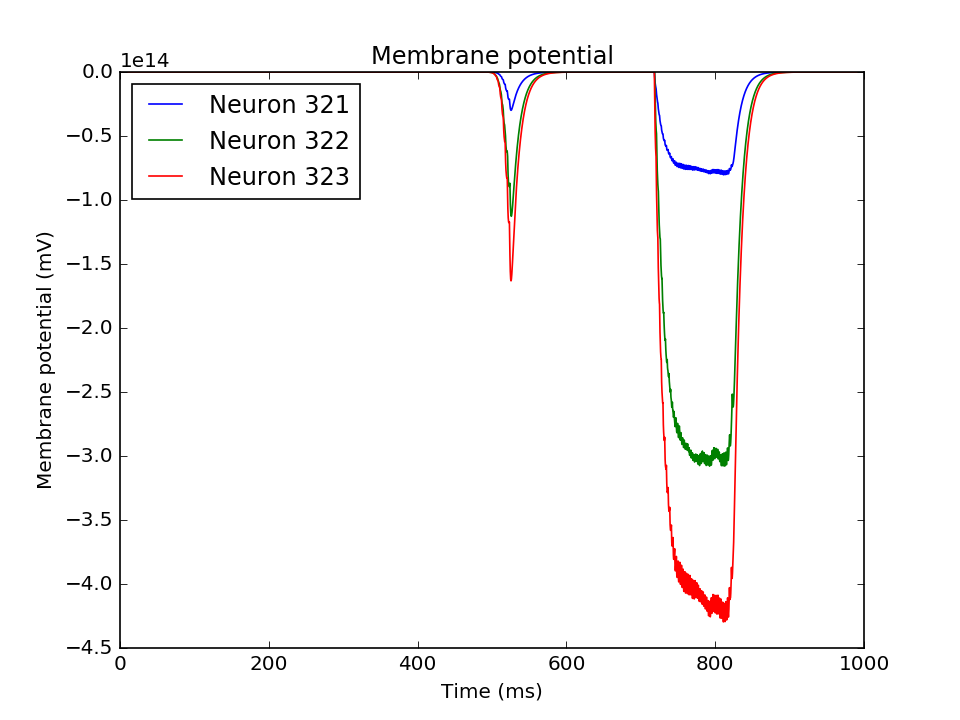 Membrane potential
1e14
Neuron 321
Neuron 322
Neuron 323
0.0
−0.5
−1.0
−1.5
−2.0
−2.5
−3.0
−3.5
−4.0
−4.5
Membrane potential (mV)
0 200 400 600 800 1000
Time (ms)